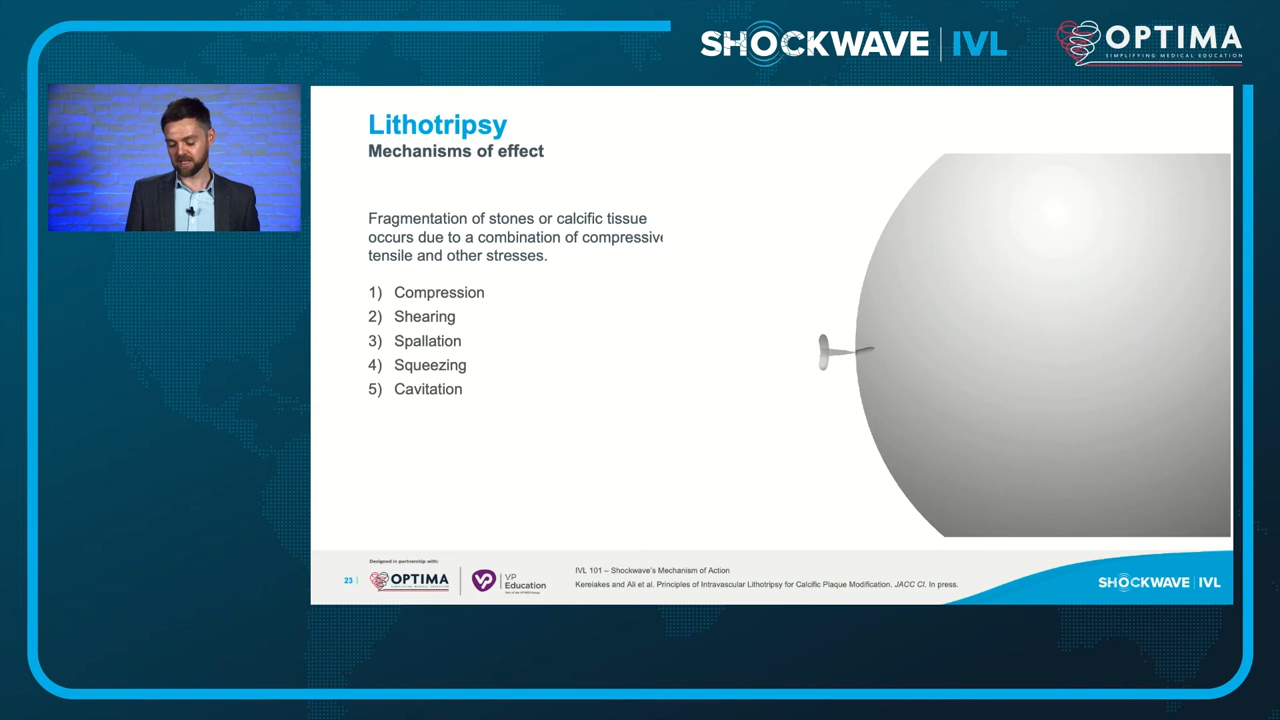 SHOCKWAVE | IVL
OPTIMA
SIMPLIFYING MEDICAL EDUCATION
Lithotripsy
Mechanisms of effect
Fragmentation of stones or calcific tissue
occurs due to a combination of compressive
tensile and other stresses.
1) Compression
2) Shearing
3) Spallation
4) Squeezing
5) Cavitation
Designed in partnership with:
23 |
OPTIMA
VP
Education
IVL 101 – Shockwave's Mechanism of Action
Kereiakes and Ali et al. Principles of Intravascular Lithotripsy for Calcific Plaque Modification. JACC CI. In press.
SHOCKWAVE | IVL